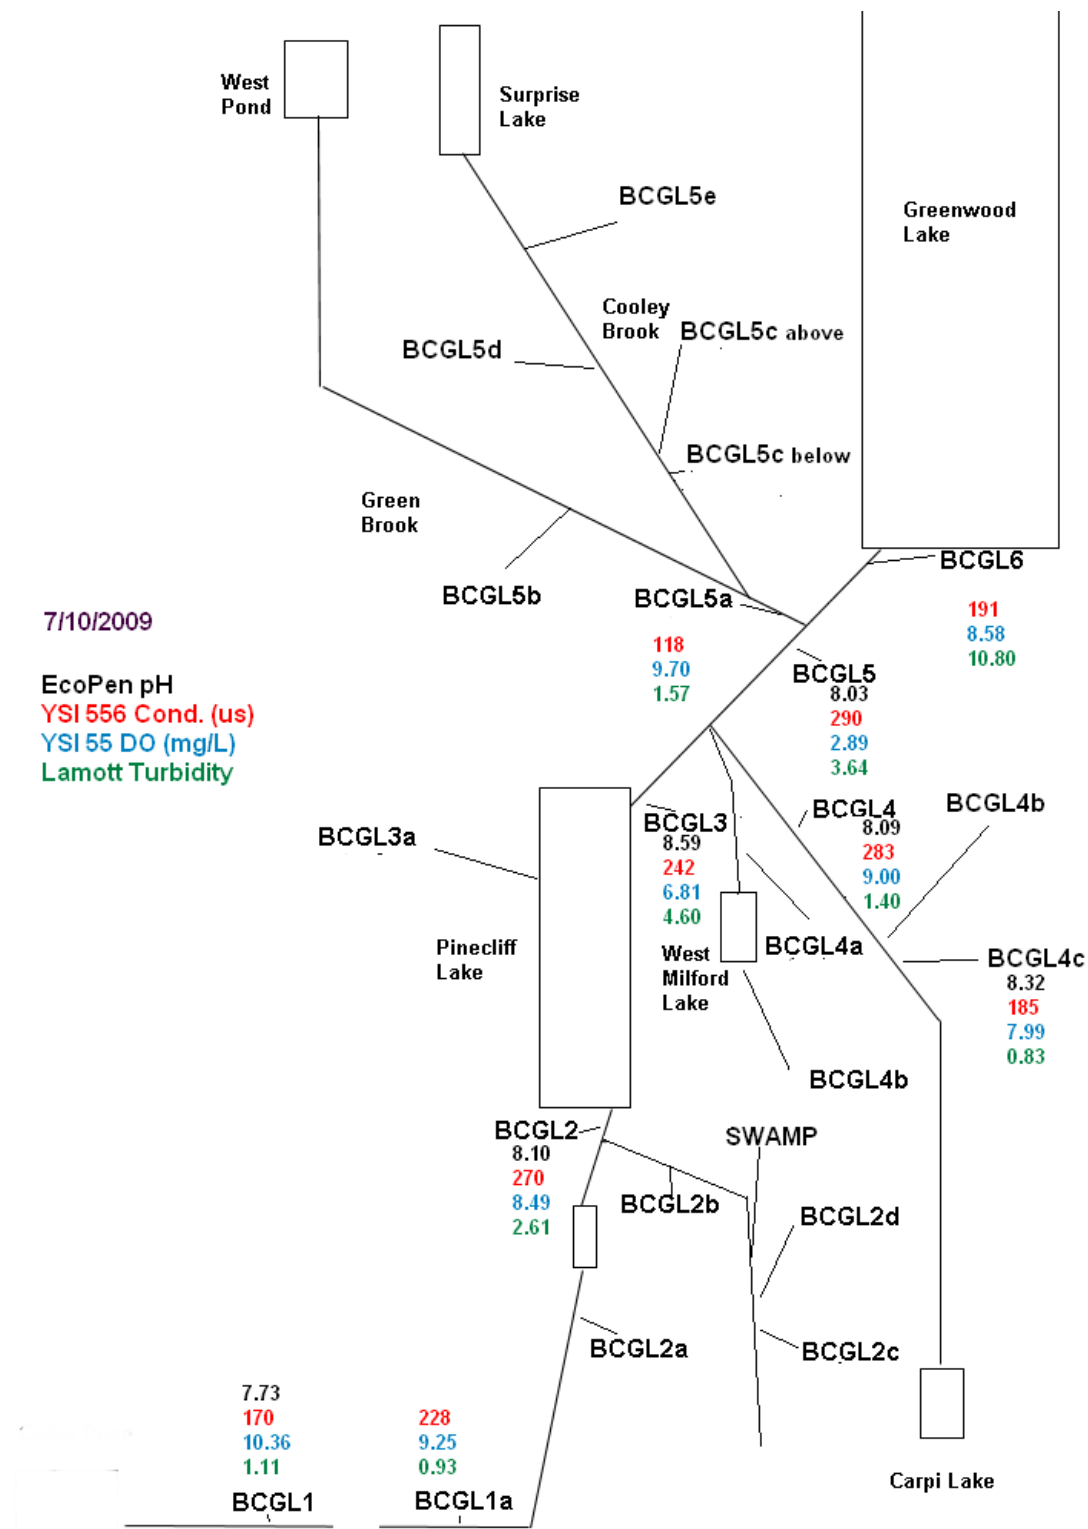 West
Pond
Surprise
Lake
Greenwood
Lake
BCGL5e
Cooley
Brook
BCGL5c above
BCGL5d
BCGL5c below
Green
Brook
BCGL6
191
8.58
10.80
BCGL5b
BCGL5a
118
9.70
1.57
7/10/2009
EcoPen pH
YSI 556 Cond. (us)
YSI 55 DO (mg/L)
Lamott Turbidity
BCGL5
8.03
290
2.89
3.64
BCGL4
8.09
283
9.00
1.40
BCGL4b
BCGL3
8.59
242
6.81
4.60
BCGL3a
Pinecliff
Lake
West
Milford
Lake
BCGL4a
BCGL4c
8.32
185
7.99
0.83
BCGL4b
BCGL2
8.10
270
8.49
2.61
SWAMP
BCGL2b
BCGL2d
BCGL2a
BCGL2c
7.73
170
10.36
1.11
BCGL1
228
9.25
0.93
BCGL1a
Carpi Lake